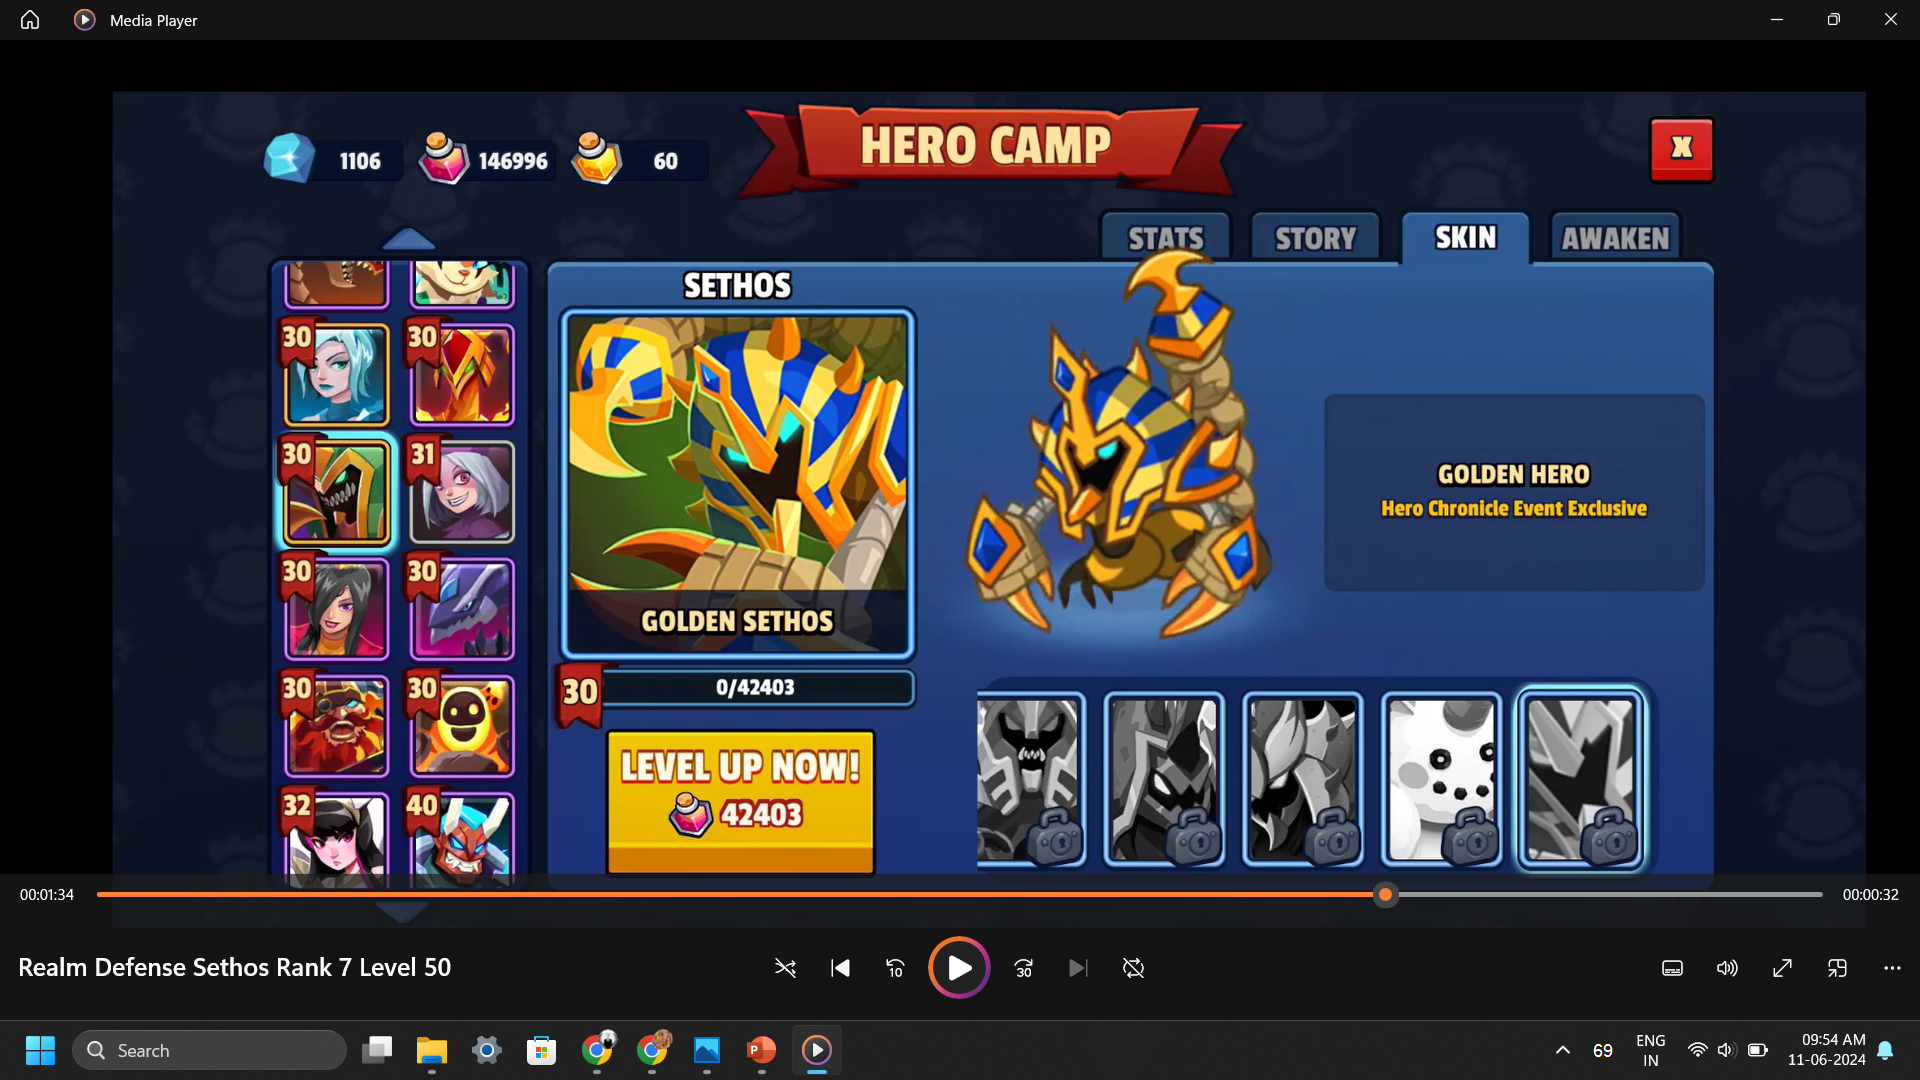 Media Player
HERO CAMP
X
1106
146996
60
STATS
STORY
SKIN
AWAKEN
SETHOS
30
30
30
31
30
30
30
30
32
40
GOLDEN SETHOS
30
0/42403
LEVEL UP NOW!
42403
GOLDEN HERO
Hero Chronicle Event Exclusive
00:01:34
00:00:32
Realm Defense Sethos Rank 7 Level 50
10
30
Search
P
69
ENG
IN
09:54 AM
11-06-2024